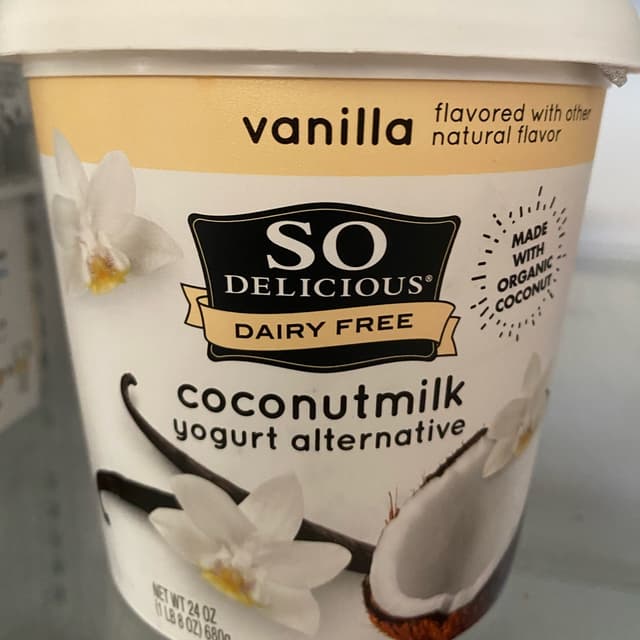 vanilla
flavored with other
natural flavor
SO
DELICIOUS®
DAIRY FREE
MADE
WITH
ORGANIC
COCONUT
coconutmilk
yogurt alternative
NET WT 24 OZ
(1 LB 8 OZ) 680g